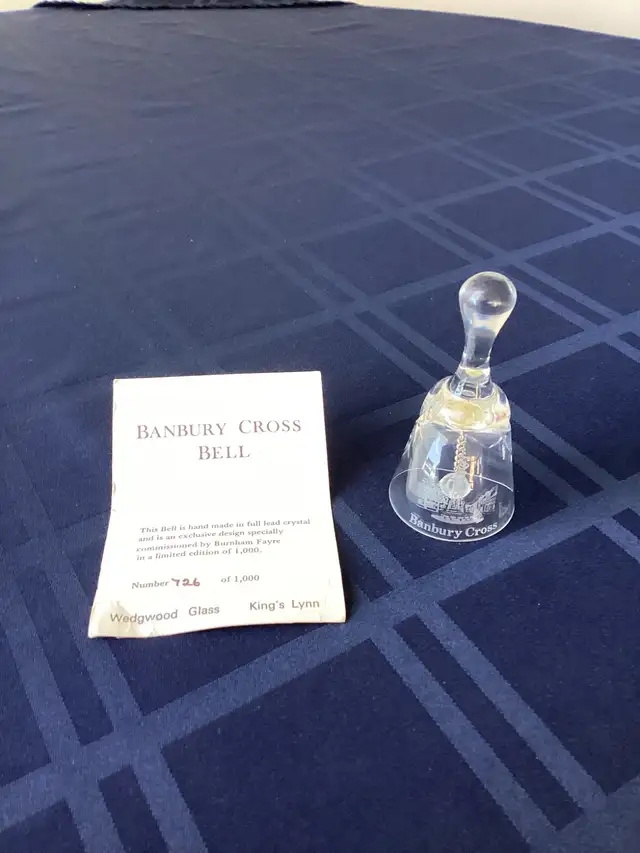 BANBURY CROSS
BELL
This Bell is hand made in full lead crystal
and is an exclusive design specially
commissioned by Burnham Fayre
in a limited edition of 1,000.
Number 726 of 1,000
Wedgwood Glass King's Lynn
Banbury Cross